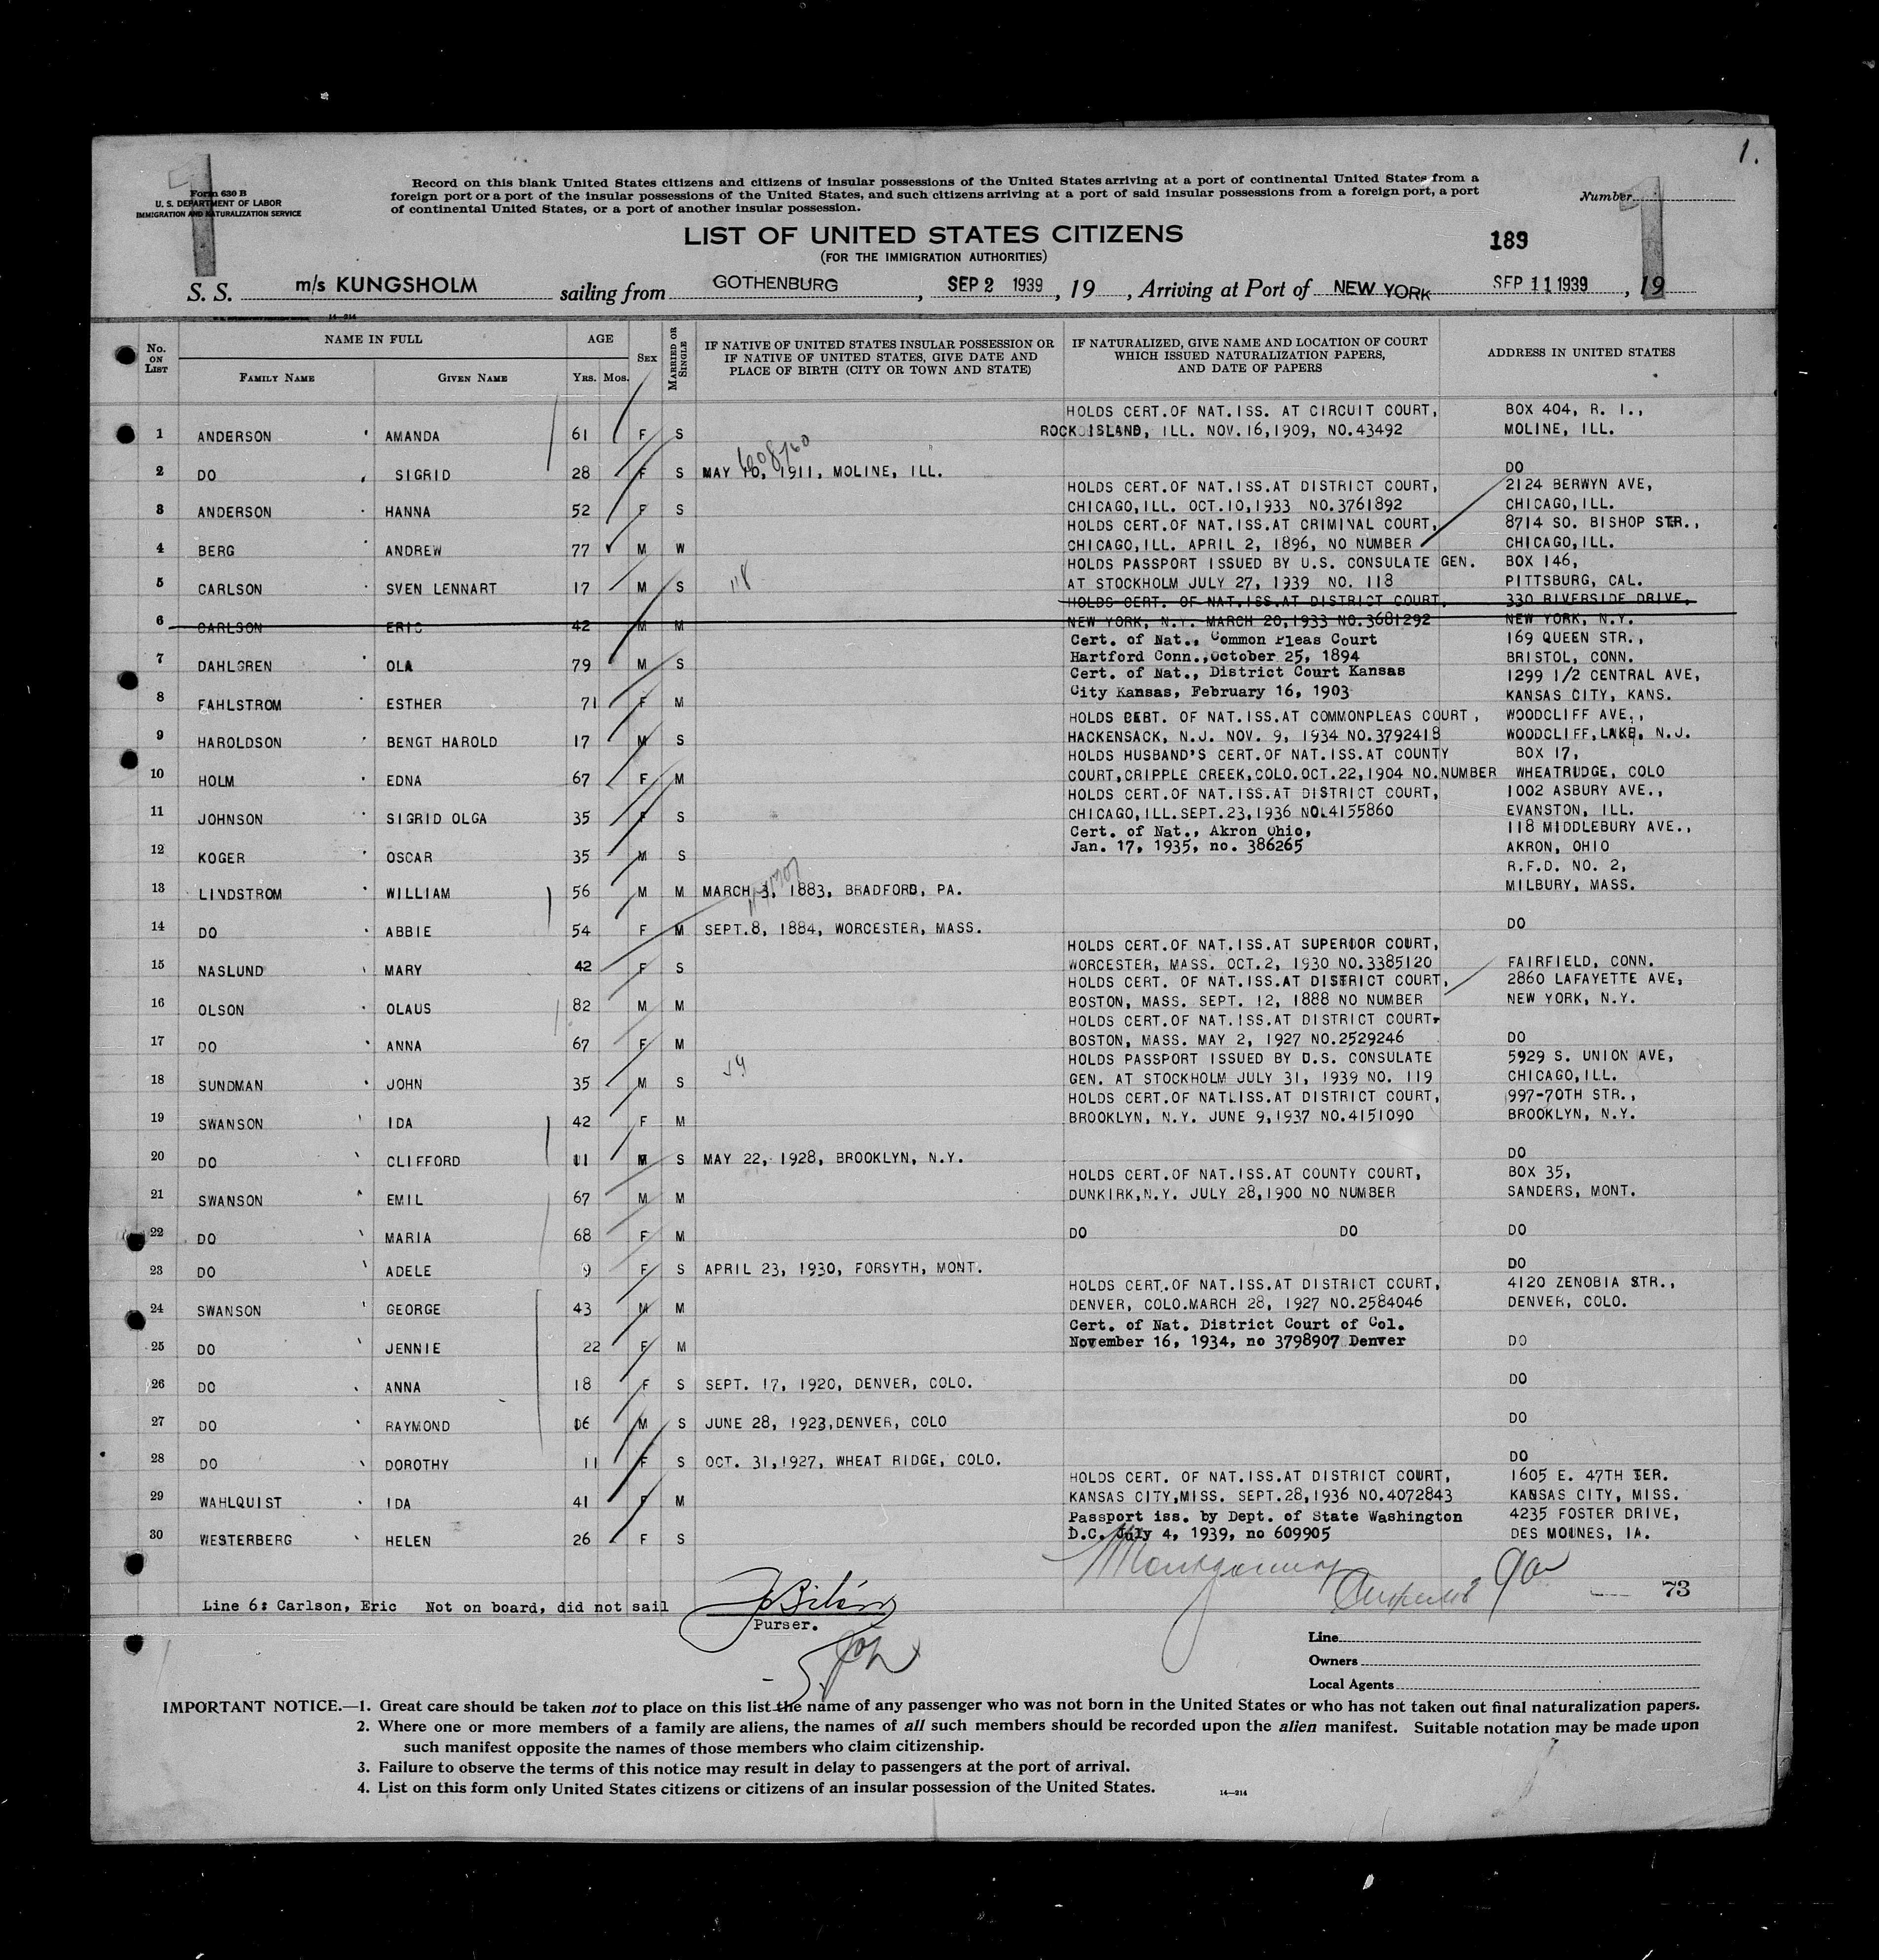 1.
Form 630 B
U. S. DEPARTMENT OF LABOR
IMMIGRATION AND NATURALIZATION SERVICE
Record on this blank United States citizens and citizens of insular possessions of the United States arriving at a port of continental United States from a
foreign port or a port of the insular possessions of the United States, and such citizens arriving at a port of said insular possessions from a foreign port, a port
of continental United States, or a port of another insular possession.
Number
1
1
LIST OF UNITED STATES CITIZENS
(FOR THE IMMIGRATION AUTHORITIES)
189
S. S. m/s KUNGSHOLM sailing from GOTHENBURG, SEP 2 1939, 19, Arriving at Port of NEW YORK SEP 11 1939, 19
14—214
No. ON LIST
NAME IN FULL
FAMILY NAME GIVEN NAME
AGE
YRS. MOS.
SEX
MARRIED OR SINGLE
IF NATIVE OF UNITED STATES INSULAR POSSESSION OR
IF NATIVE OF UNITED STATES, GIVE DATE AND
PLACE OF BIRTH (CITY OR TOWN AND STATE)
IF NATURALIZED, GIVE NAME AND LOCATION OF COURT
WHICH ISSUED NATURALIZATION PAPERS,
AND DATE OF PAPERS
ADDRESS IN UNITED STATES
HOLDS CERT.OF NAT.ISS. AT CIRCUIT COURT, BOX 404, R. I.,
1 ANDERSON AMANDA 61 F S ROCK ISLAND, ILL. NOV.16,1909, NO.43492 MOLINE, ILL.
608760
2 DO SIGRID 28 F S MAY 10, 1911, MOLINE, ILL. DO
HOLDS CERT.OF NAT.ISS.AT DISTRICT COURT, 2124 BERWYN AVE,
3 ANDERSON HANNA 52 F S CHICAGO,ILL. OCT.10,1933 NO.3761892 CHICAGO,ILL.
HOLDS CERT.OF NAT.ISS.AT CRIMINAL COURT, 8714 SO. BISHOP STR.,
4 BERG ANDREW 77 M W CHICAGO,ILL. APRIL 2, 1896, NO NUMBER CHICAGO,ILL.
HOLDS PASSPORT ISSUED BY U.S. CONSULATE GEN. BOX 146,
5 CARLSON SVEN LENNART 17 M S 118 AT STOCKHOLM JULY 27, 1939 NO. 118 PITTSBURG, CAL.
HOLDS CERT. OF NAT.ISS.AT DISTRICT COURT, 330 RIVERSIDE DRIVE,
6 CARLSON ERIC 42 M M NEW YORK, N.Y. MARCH 20,1933 NO.3681292 NEW YORK, N.Y.
Cert. of Nat., Common Pleas Court 169 QUEEN STR.,
7 DAHLGREN OLA 79 M S Hartford Conn.,October 25, 1894 BRISTOL, CONN.
Cert. of Nat., District Court Kansas 1299 1/2 CENTRAL AVE,
8 FAHLSTROM ESTHER 71 F M City Kansas, February 16, 1903 KANSAS CITY, KANS.
HOLDS CERT. OF NAT.ISS.AT COMMONPLEAS COURT, WOODCLIFF AVE.,
9 HAROLDSON BENGT HAROLD 17 M S HACKENSACK, N.J. NOV. 9, 1934 NO.3792418 WOODCLIFF,LAKE, N.J.
HOLDS HUSBAND'S CERT.OF NAT.ISS.AT COUNTY BOX 17,
10 HOLM EDNA 67 F M COURT,CRIPPLE CREEK,COLO.OCT.22,1904 NO.NUMBER WHEATRUDGE, COLO
HOLDS CERT.OF NAT.ISS.AT DISTRICT COURT, 1002 ASBURY AVE.,
11 JOHNSON SIGRID OLGA 35 F S CHICAGO,ILL.SEPT.23,1936 NOL4155860 EVANSTON, ILL.
Cert. of Nat., Akron Ohio, 118 MIDDLEBURY AVE.,
12 KOGER OSCAR 35 M S Jan. 17, 1935, no. 386265 AKRON, OHIO
R.F.D. NO. 2,
13 LINDSTROM WILLIAM 56 M M MARCH 3, 1883, BRADFORD, PA. MILBURY, MASS.
14 DO ABBIE 54 F M SEPT.8, 1884, WORCESTER, MASS. DO
HOLDS CERT.OF NAT.ISS.AT SUPERIOR COURT,
15 NASLUND MARY 42 F S WORCESTER, MASS. OCT.2, 1930 NO.3385120 FAIRFIELD, CONN.
HOLDS CERT. OF NAT.ISS.AT DISTRICT COURT, 2860 LAFAYETTE AVE,
16 OLSON OLAUS 82 M M BOSTON, MASS. SEPT. 12, 1888 NO NUMBER NEW YORK, N.Y.
HOLDS CERT.OF NAT.ISS.AT DISTRICT COURT,
17 DO ANNA 67 F M BOSTON, MASS. MAY 2, 1927 NO.2529246 DO
HOLDS PASSPORT ISSUED BY U.S. CONSULATE 5929 S. UNION AVE,
18 SUNDMAN JOHN 35 M S GEN. AT STOCKHOLM JULY 31, 1939 NO. 119 CHICAGO,ILL.
HOLDS CERT.OF NATLISS.AT DISTRICT COURT, 997-70TH STR.,
19 SWANSON IDA 42 F M BROOKLYN, N.Y. JUNE 9,1937 NO.4151090 BROOKLYN, N.Y.
20 DO CLIFFORD 11 M S MAY 22, 1928, BROOKLYN, N.Y. DO
HOLDS CERT.OF NAT.ISS.AT COUNTY COURT, BOX 35,
21 SWANSON EMIL 67 M M DUNKIRK,N.Y. JULY 28,1900 NO NUMBER SANDERS, MONT.
22 DO MARIA 68 F M DO DO DO
23 DO ADELE 9 F S APRIL 23, 1930, FORSYTH, MONT. DO
HOLDS CERT.OF NAT.ISS.AT DISTRICT COURT, 4120 ZENOBIA STR.,
24 SWANSON GEORGE 43 M M DENVER, COLO.MARCH 28, 1927 NO.2584046 DENVER, COLO.
Cert. of Nat. District Court of Col.
25 DO JENNIE 22 F M November 16, 1934, no 3798907 Denver DO
26 DO ANNA 18 F S SEPT. 17, 1920, DENVER, COLO. DO
27 DO RAYMOND 16 M S JUNE 28, 1923,DENVER, COLO DO
28 DO DOROTHY 11 F S OCT. 31,1927, WHEAT RIDGE, COLO. DO
HOLDS CERT. OF NAT.ISS.AT DISTRICT COURT, 1605 E. 47TH TER.
29 WAHLQUIST IDA 41 F M KANSAS CITY,MISS. SEPT.28,1936 NO.4072843 KANSAS CITY, MISS.
Passport iss. by Dept. of State Washington 4235 FOSTER DRIVE,
30 WESTERBERG HELEN 26 F S D.C. July 4, 1939, no 609905 DES MOUNES, IA.
Montgomery
73
Line 6: Carlson, Eric Not on board, did not sail
Purser.
Line
Owners
Local Agents
IMPORTANT NOTICE.—1. Great care should be taken not to place on this list the name of any passenger who was not born in the United States or who has not taken out final naturalization papers.
2. Where one or more members of a family are aliens, the names of all such members should be recorded upon the alien manifest. Suitable notation may be made upon
such manifest opposite the names of those members who claim citizenship.
3. Failure to observe the terms of this notice may result in delay to passengers at the port of arrival.
4. List on this form only United States citizens or citizens of an insular possession of the United States.
14—214